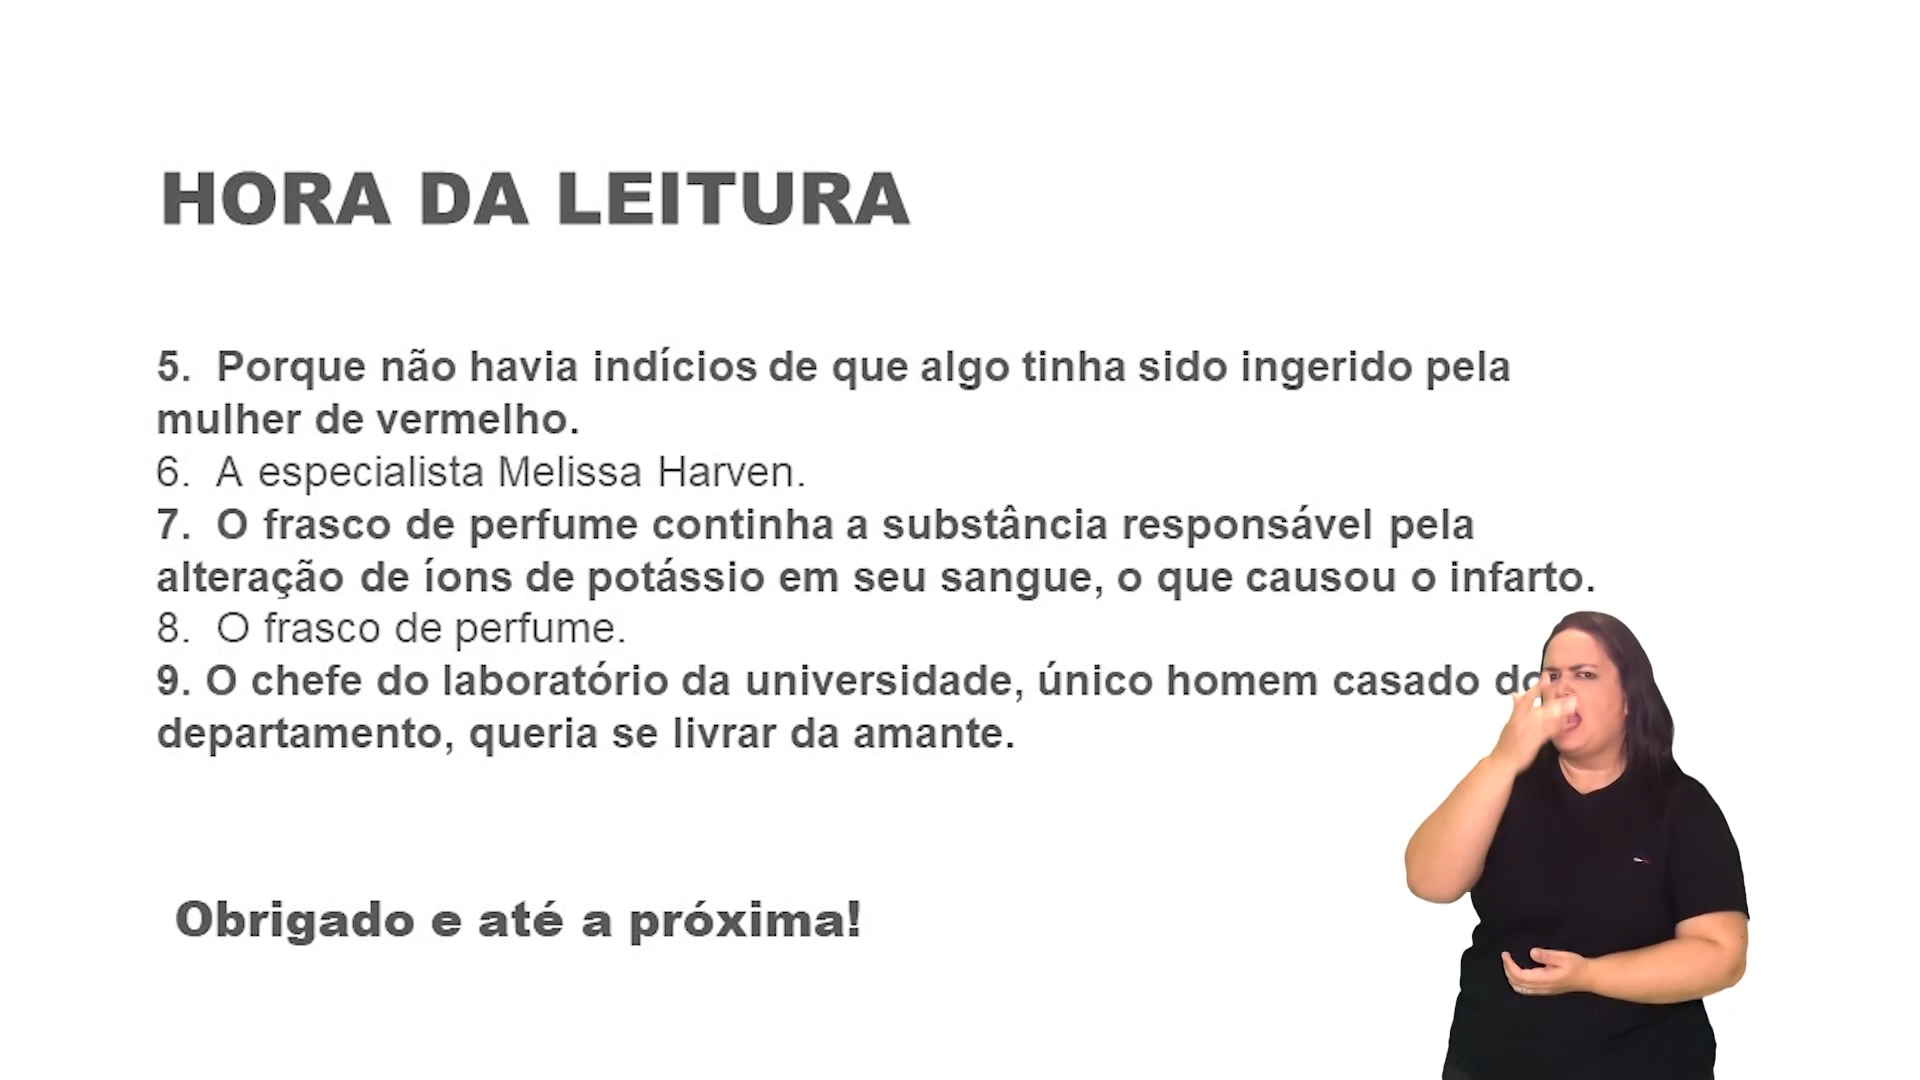 HORA DA LEITURA
5. Porque não havia indícios de que algo tinha sido ingerido pela
mulher de vermelho.
6. A especialista Melissa Harven.
7. O frasco de perfume continha a substância responsável pela
alteração de íons de potássio em seu sangue, o que causou o infarto.
8. O frasco de perfume.
9. O chefe do laboratório da universidade, único homem casado do
departamento, queria se livrar da amante.
Obrigado e até a próxima!